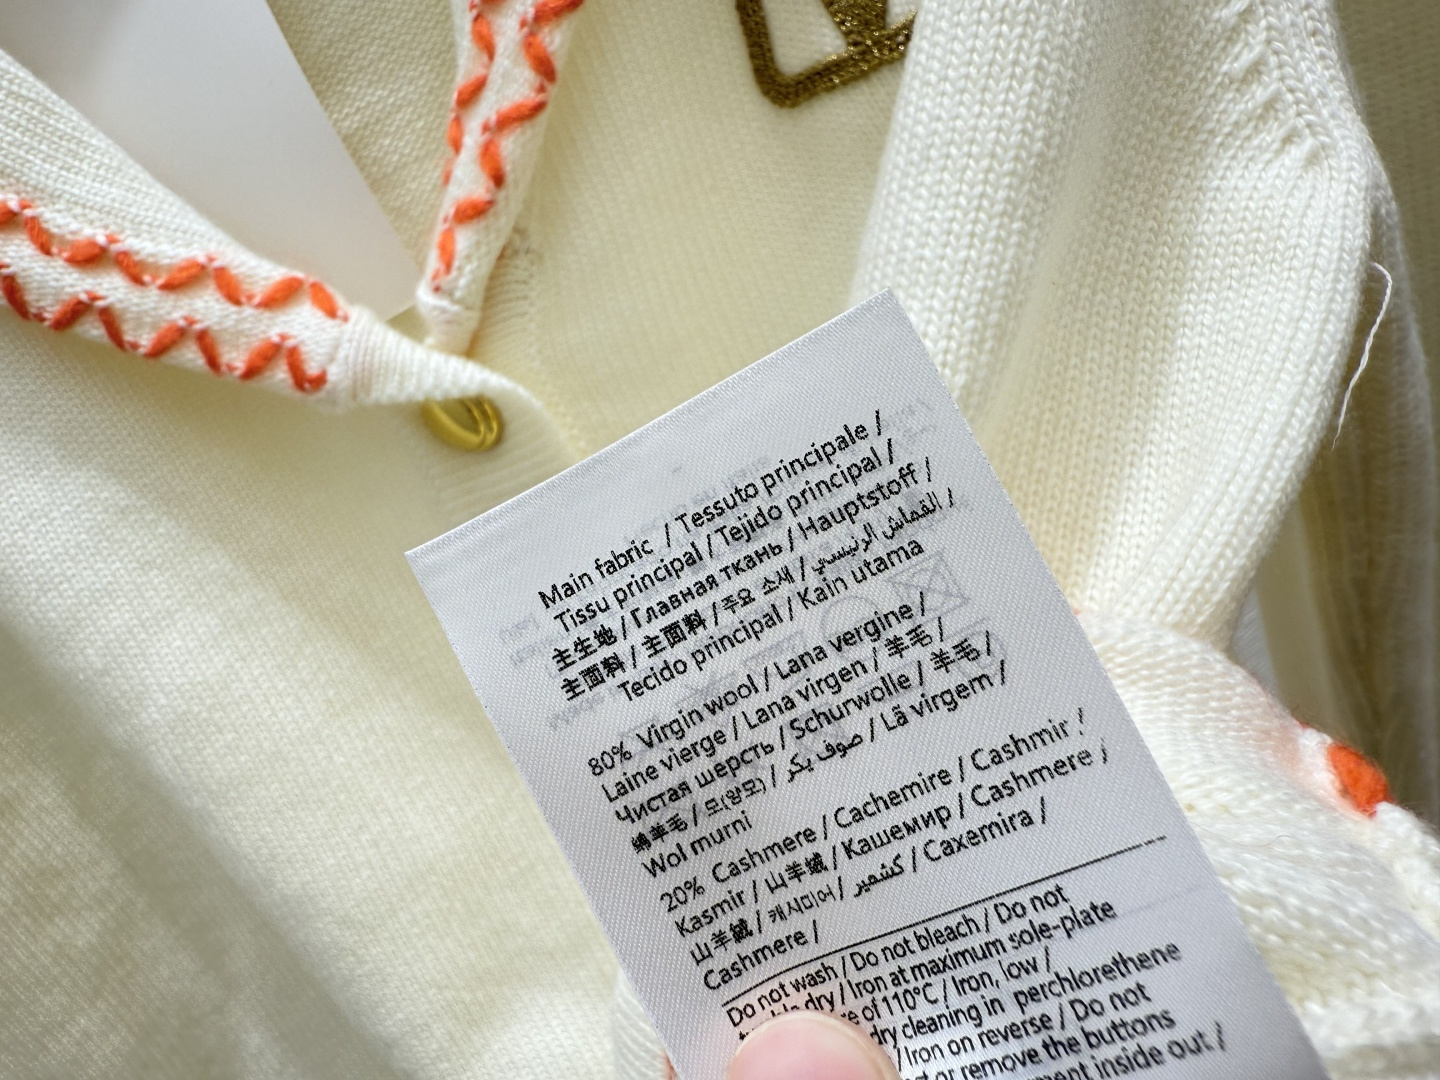 Main fabric / Tessuto principale /
Tissu principal / Tejido principal /
主生地 / Главная ткань / Hauptstoff /
主面料 / 主面料 / 주요 소재 / القماش الرئيسي /
Tecido principal / Kain utama
80% Virgin wool / Lana vergine /
Laine vierge / Lana virgen / 羊毛 /
Чистая шерсть / Schurwolle / 羊毛 /
綿羊毛 / 모(양모) / صوف بكر / Lã virgem /
Wol murni
20% Cashmere / Cachemire / Cashmir /
Kasmir / 山羊絨 / Кашемир / Cashmere /
山羊絨 / 캐시미어 / كشمير / Caxemira /
Cashmere /
Do not wash / Do not bleach / Do not
dry / Iron at maximum sole-plate
of 110°C / Iron, low /
dry cleaning in perchlorethene
/ Iron on reverse / Do not
or remove the buttons
inside out /